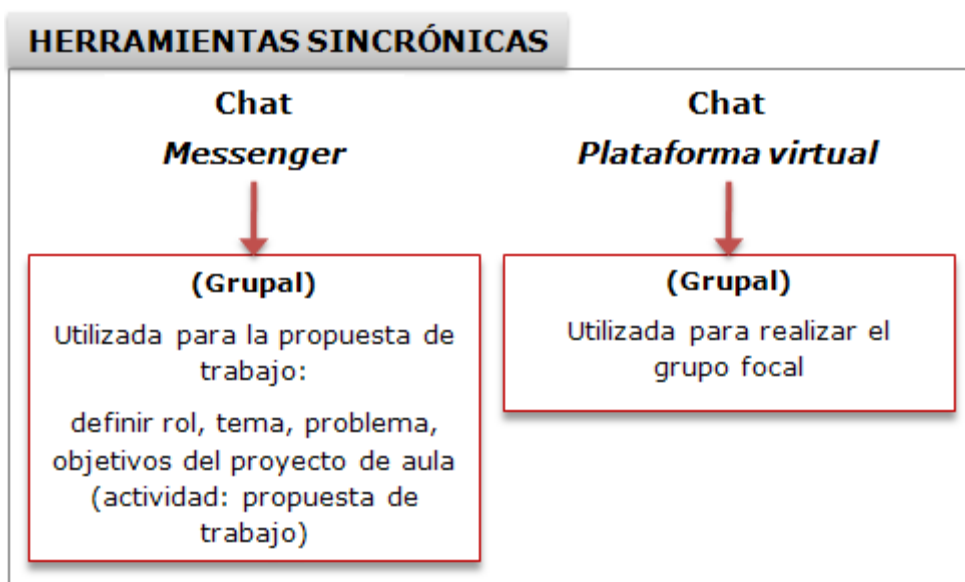 HERRAMIENTAS SINCRÓNICAS
Chat
Messenger
(Grupal)
Utilizada para la propuesta de
trabajo:
definir rol, tema, problema,
objetivos del proyecto de aula
(actividad: propuesta de
trabajo)
Chat
Plataforma virtual
(Grupal)
Utilizada para realizar el
grupo focal